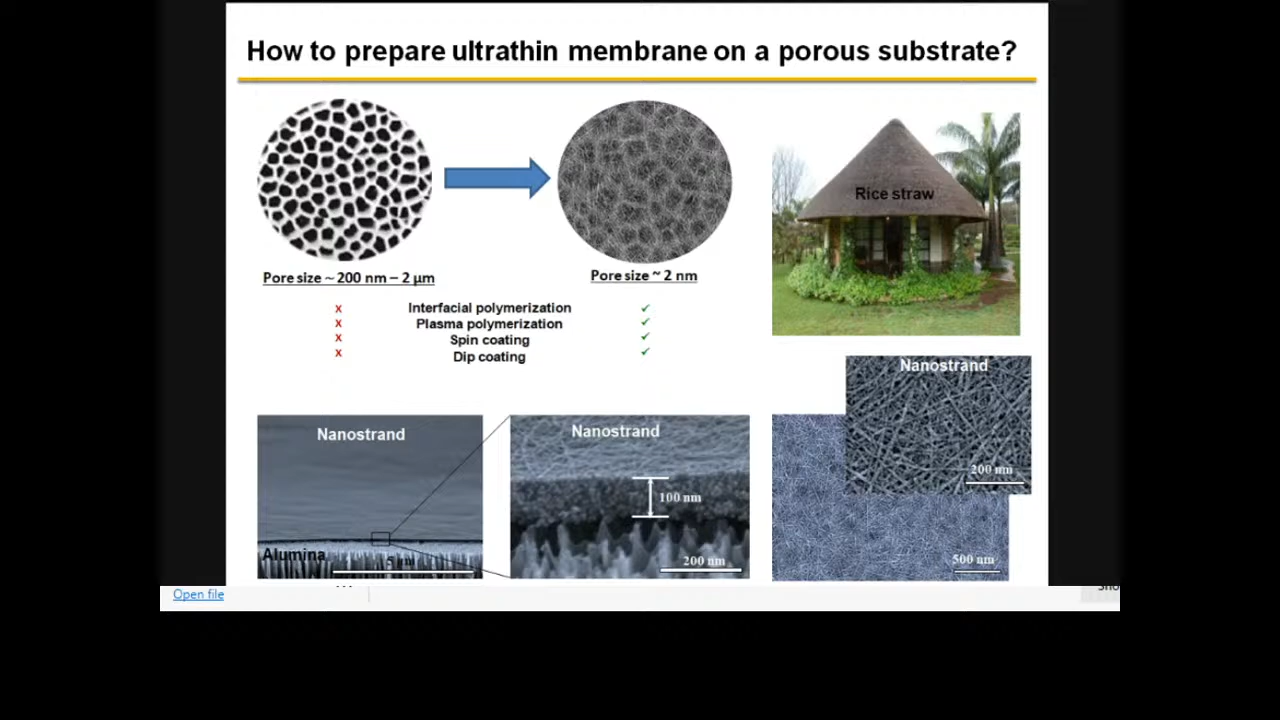 How to prepare ultrathin membrane on a porous substrate?
Rice straw
Pore size ~ 200 nm – 2 µm
Pore size ~ 2 nm
x Interfacial polymerization ✓
x Plasma polymerization ✓
x Spin coating ✓
x Dip coating ✓
Nanostrand
200 nm
500 nm
Nanostrand
Alumina
Nanostrand
100 nm
200 nm
Open file